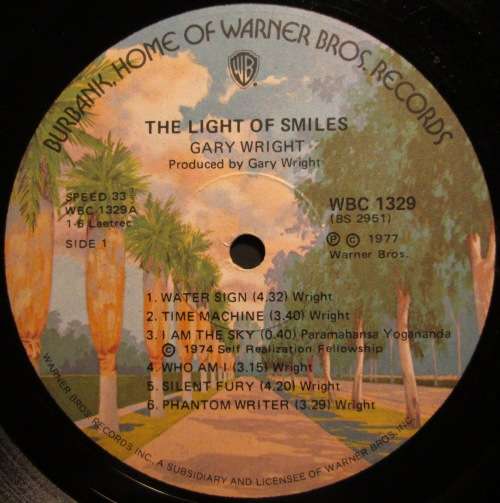 BURBANK, HOME OF WARNER BROS. RECORDS
WB
THE LIGHT OF SMILES
GARY WRIGHT
Produced by Gary Wright
SPEED 33⅓
WBC 1329A
1-6 Laetrec
SIDE 1
WBC 1329
(BS 2951)
Ⓟ © 1977
Warner Bros.
1. WATER SIGN (4.32) Wright
2. TIME MACHINE (3.40) Wright
3. I AM THE SKY (0.40) Paramahansa Yogananda
© 1974 Self Realization Fellowship
4. WHO AM I (3.15) Wright
5. SILENT FURY (4.20) Wright
6. PHANTOM WRITER (3.29) Wright
WARNER BROS. RECORDS INC. A SUBSIDIARY AND LICENSEE OF WARNER BROS. INC.